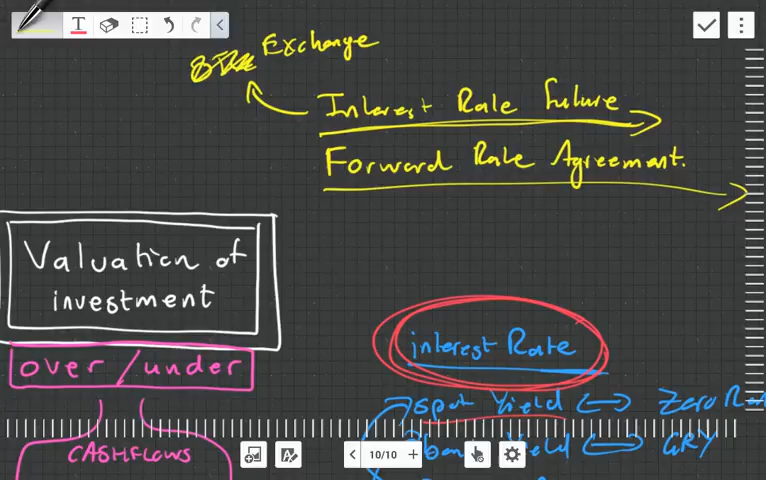 T
Exchange
Interest Rate Future
Forward Rate Agreement.
Valuation of
investment
over / under
CASHFLOWS
interest Rate
Spot Yield ⟷ Zero
Yield ⟷ GRY
10/10
A